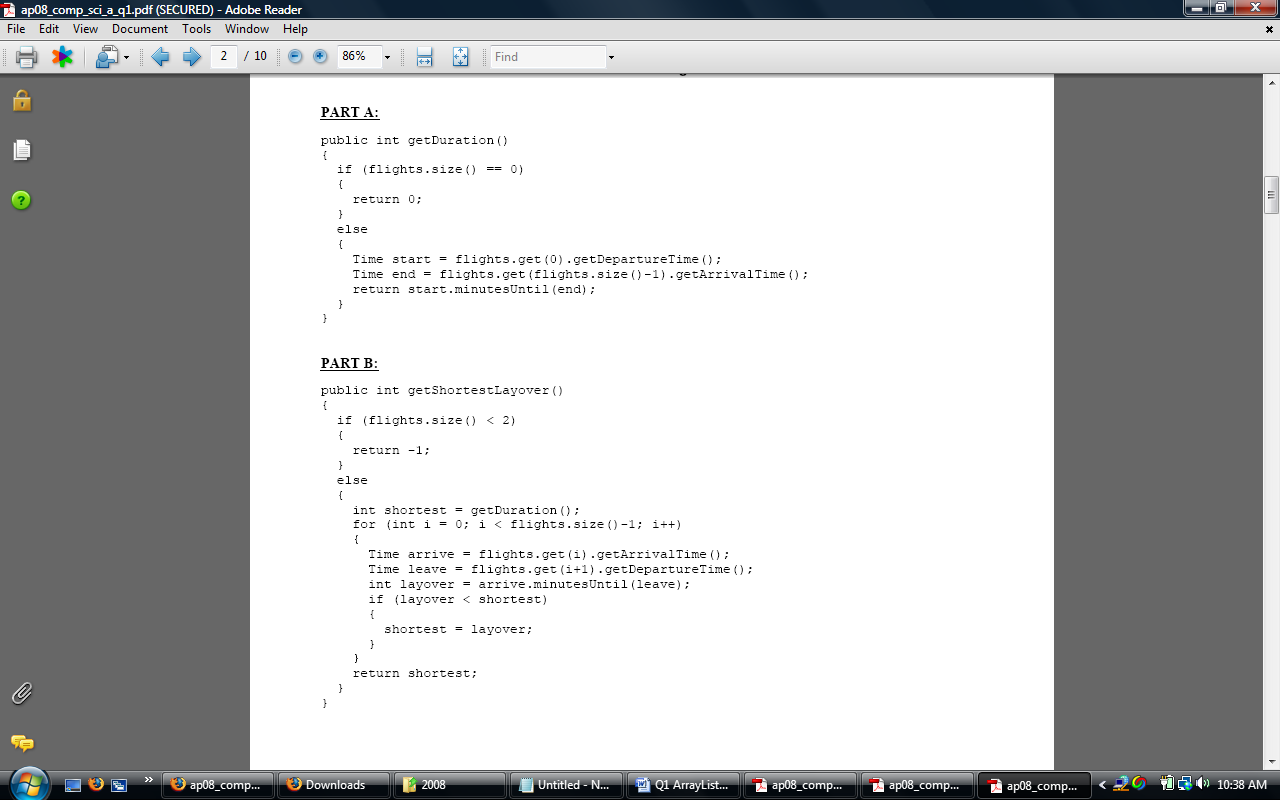 ap08_comp_sci_a_q1.pdf (SECURED) - Adobe Reader
File Edit View Document Tools Window Help
2 / 10 86% Find
PART A:
public int getDuration()
{
  if (flights.size() == 0)
  {
    return 0;
  }
  else
  {
    Time start = flights.get(0).getDepartureTime();
    Time end = flights.get(flights.size()-1).getArrivalTime();
    return start.minutesUntil(end);
  }
}
PART B:
public int getShortestLayover()
{
  if (flights.size() < 2)
  {
    return -1;
  }
  else
  {
    int shortest = getDuration();
    for (int i = 0; i < flights.size()-1; i++)
    {
      Time arrive = flights.get(i).getArrivalTime();
      Time leave = flights.get(i+1).getDepartureTime();
      int layover = arrive.minutesUntil(leave);
      if (layover < shortest)
      {
        shortest = layover;
      }
    }
    return shortest;
  }
}
ap08_comp... Downloads 2008 Untitled - N... Q1 ArrayList... ap08_comp... ap08_comp... ap08_comp... 10:38 AM